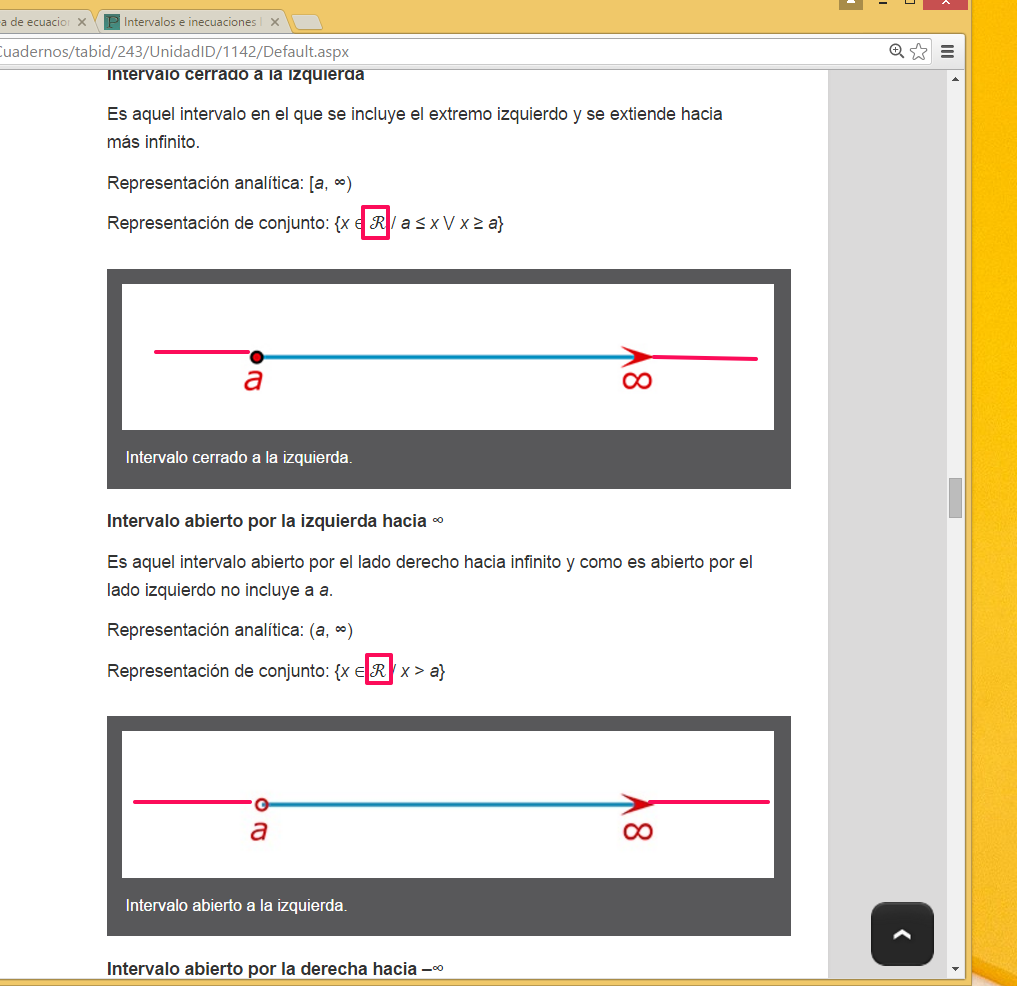 a de ecuacio
Intervalos e inecuaciones
Cuadernos/tabid/243/UnidadID/1142/Default.aspx
Intervalo cerrado a la izquierda
Es aquel intervalo en el que se incluye el extremo izquierdo y se extiende hacia
más infinito.
Representación analítica: [a, ∞)
Representación de conjunto: {x ∈ ℛ / a ≤ x ∨ x ≥ a}
a
∞
Intervalo cerrado a la izquierda.
Intervalo abierto por la izquierda hacia ∞
Es aquel intervalo abierto por el lado derecho hacia infinito y como es abierto por el
lado izquierdo no incluye a a.
Representación analítica: (a, ∞)
Representación de conjunto: {x ∈ ℛ / x > a}
a
∞
Intervalo abierto a la izquierda.
Intervalo abierto por la derecha hacia –∞